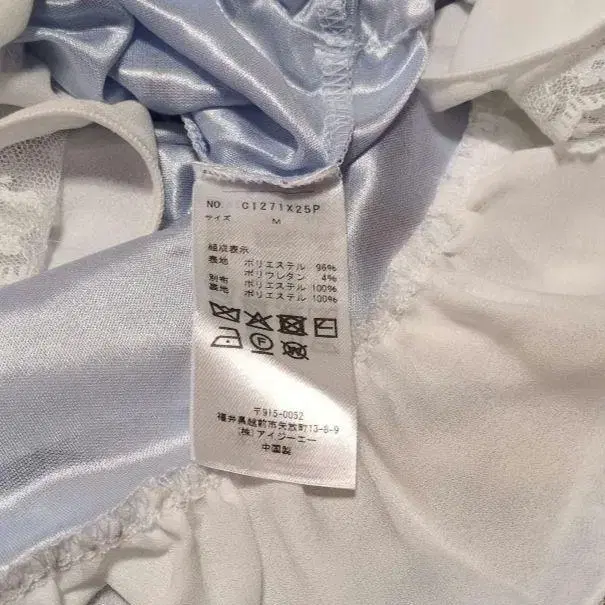 NO. CI271X25P
サイズ M
組成表示
表地 ポリエステル 96%
ポリウレタン 4%
別布 ポリエステル 100%
裏地 ポリエステル 100%
〒915-0052
福井県越前市矢放町13-8-9
(株)アイジーエー
中国製